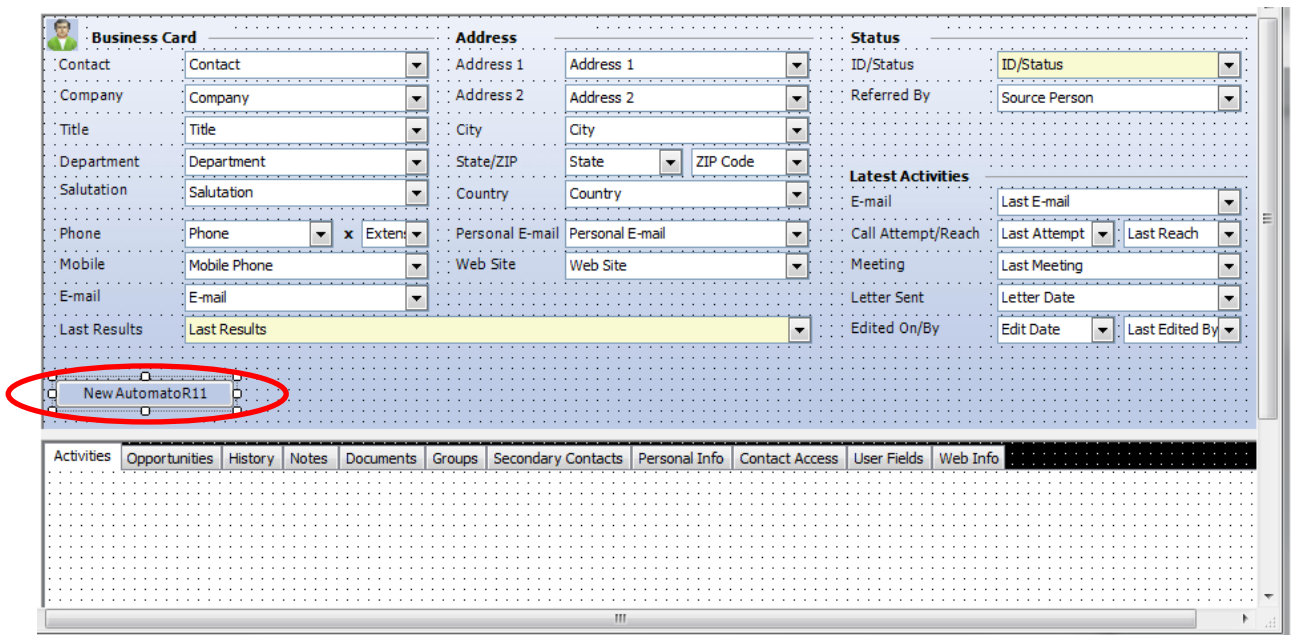 Business Card Address Status
Contact Contact Address 1 Address 1 ID/Status ID/Status
Company Company Address 2 Address 2 Referred By Source Person
Title Title City City
Department Department State/ZIP State ZIP Code
Latest Activities
Salutation Salutation Country Country E-mail Last E-mail
Phone Phone x Extens Personal E-mail Personal E-mail Call Attempt/Reach Last Attempt Last Reach
Mobile Mobile Phone Web Site Web Site Meeting Last Meeting
E-mail E-mail Letter Sent Letter Date
Last Results Last Results Edited On/By Edit Date Last Edited By
New AutomatoR11
Activities Opportunities History Notes Documents Groups Secondary Contacts Personal Info Contact Access User Fields Web Info